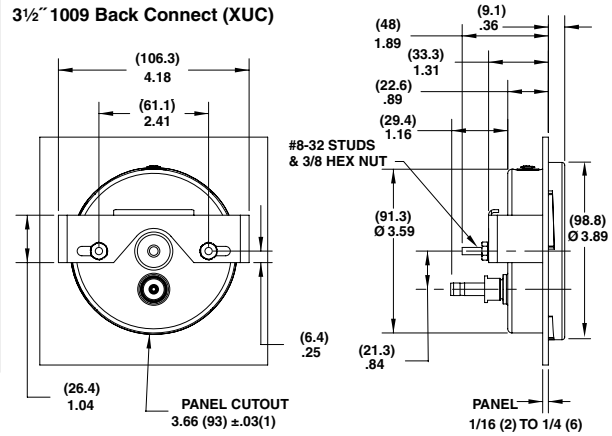 3½˝ 1009 Back Connect (XUC)
(106.3)
4.18
(61.1)
2.41
(6.4)
.25
(26.4)
1.04
PANEL CUTOUT
3.66 (93) ±.03(1)
(9.1)
.36
(48)
1.89
(33.3)
1.31
(22.6)
.89
(29.4)
1.16
#8-32 STUDS
& 3/8 HEX NUT
(91.3)
Ø 3.59
(98.8)
Ø 3.89
(21.3)
.84
PANEL
1/16 (2) TO 1/4 (6)